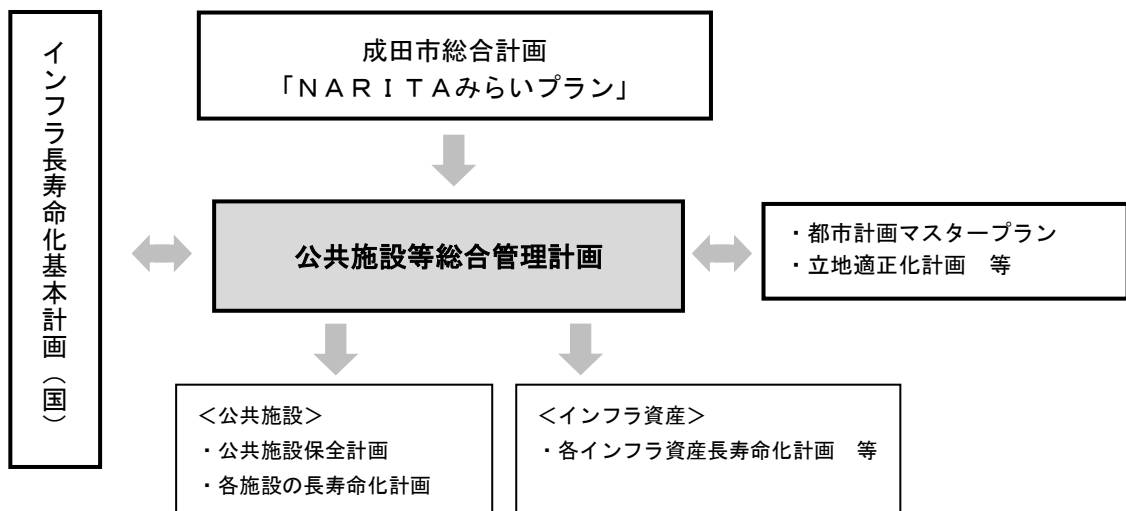 インフラ長寿命化基本計画（国）
成田市総合計画
「ＮＡＲＩＴＡみらいプラン」
公共施設等総合管理計画
・都市計画マスタープラン
・立地適正化計画　等
＜公共施設＞
・公共施設保全計画
・各施設の長寿命化計画
＜インフラ資産＞
・各インフラ資産長寿命化計画　等